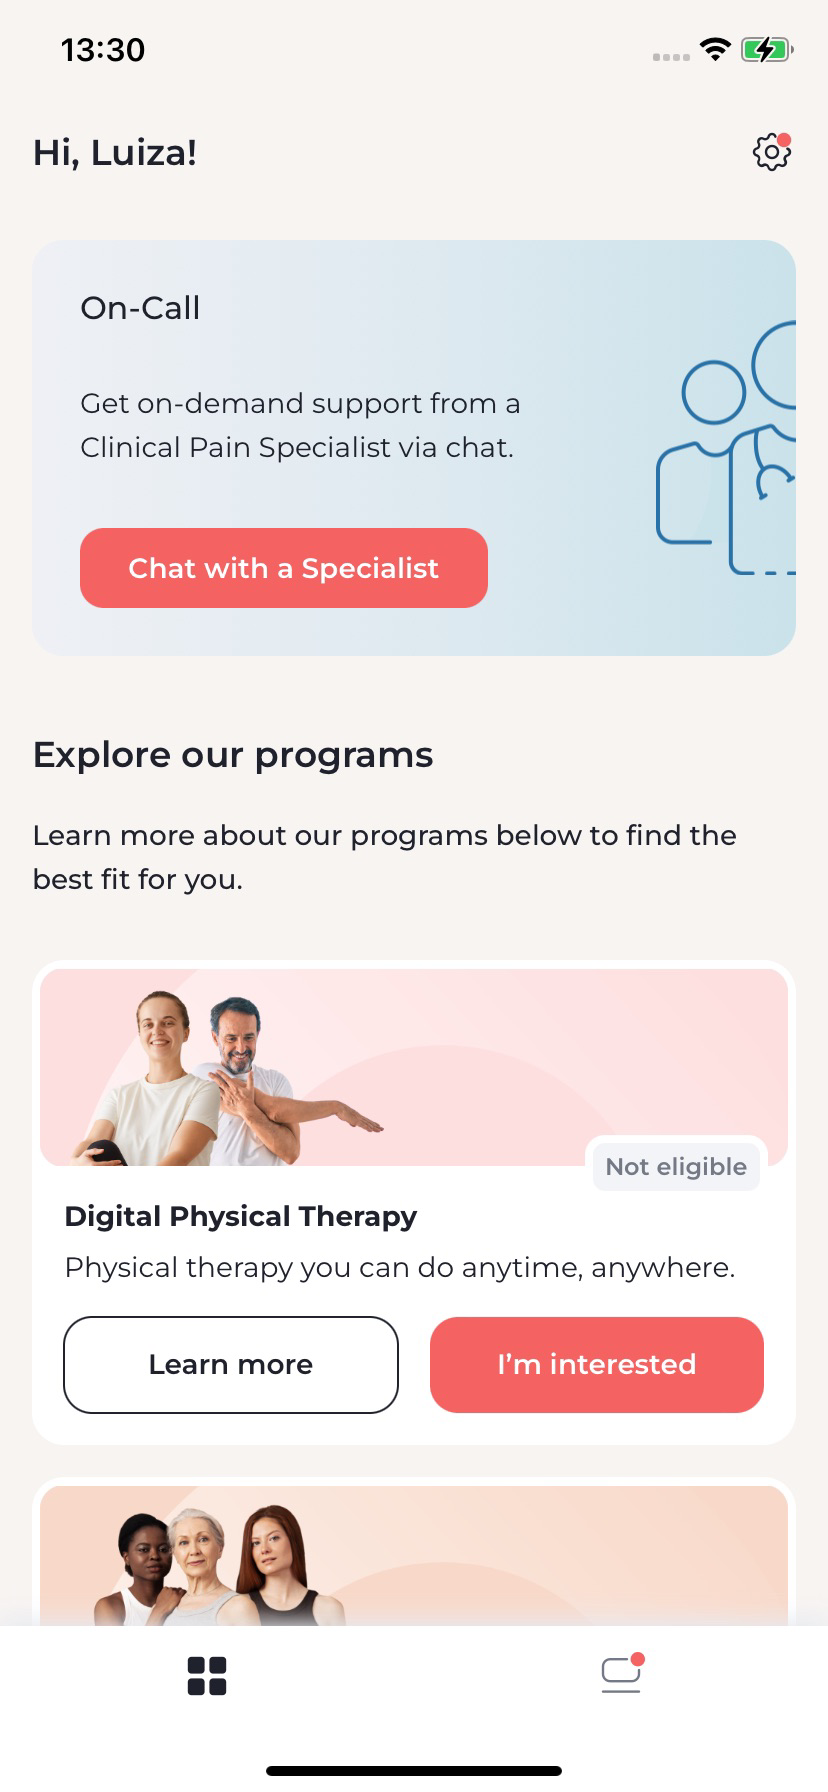 13:30
Hi, Luiza!
On-Call
Get on-demand support from a
Clinical Pain Specialist via chat.
Chat with a Specialist
Explore our programs
Learn more about our programs below to find the
best fit for you.
Not eligible
Digital Physical Therapy
Physical therapy you can do anytime, anywhere.
Learn more
I’m interested